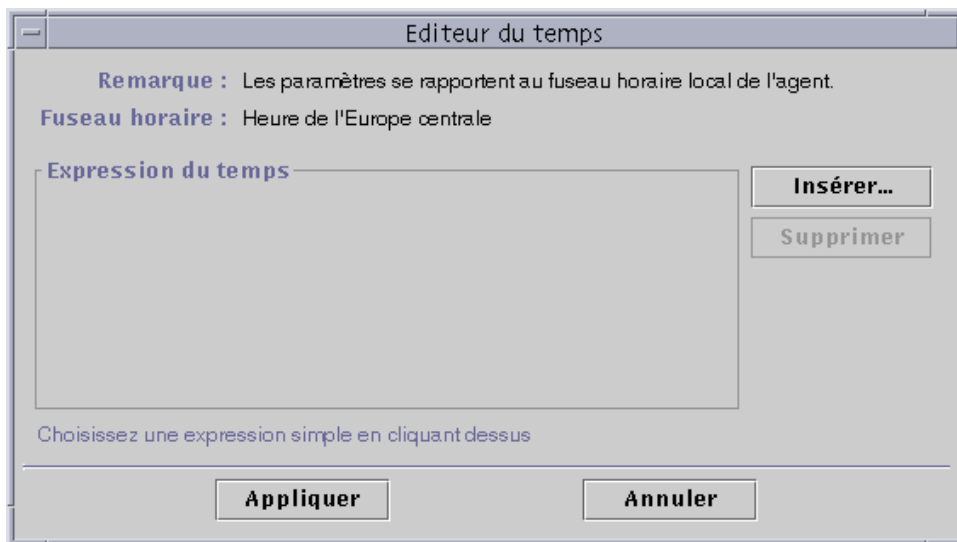 Editeur du temps
Remarque : Les paramètres se rapportent au fuseau horaire local de l'agent.
Fuseau horaire : Heure de l'Europe centrale
Expression du temps
Insérer...
Supprimer
Choisissez une expression simple en cliquant dessus
Appliquer Annuler